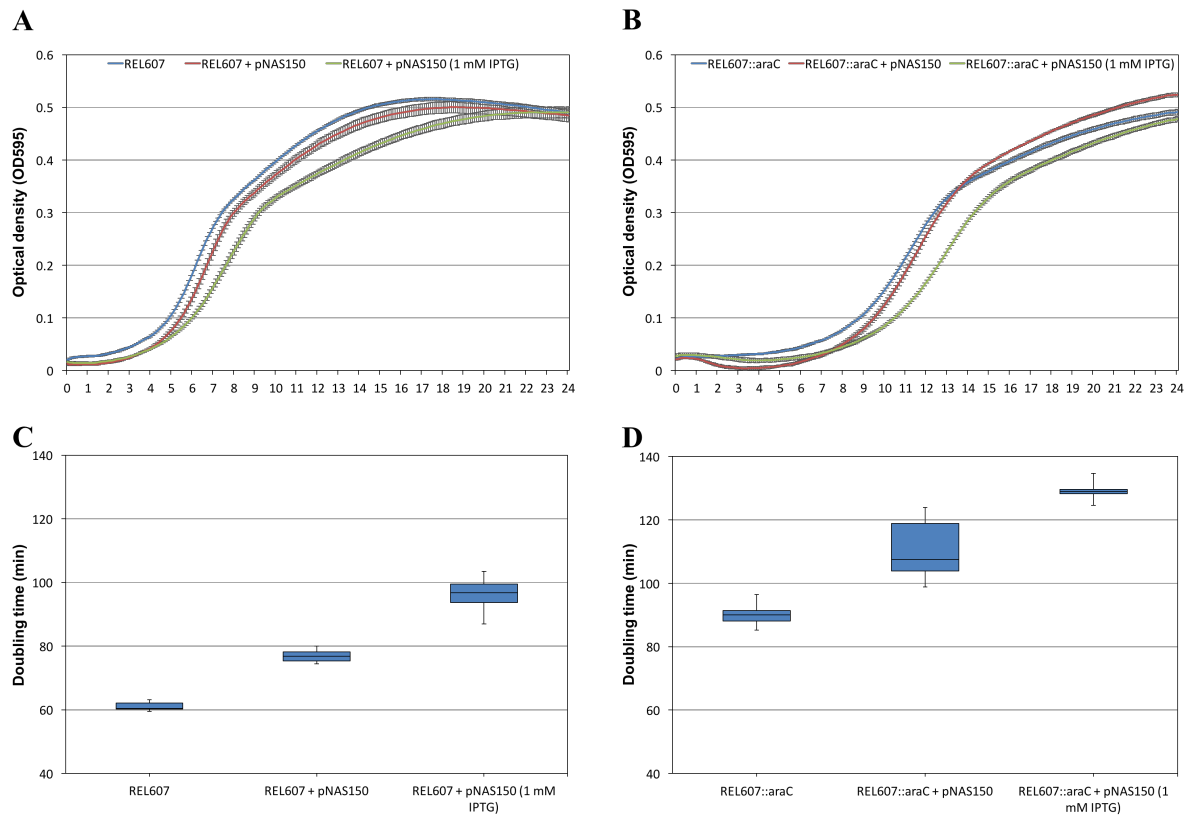 A
REL607 REL607 + pNAS150 REL607 + pNAS150 (1 mM IPTG)
Optical density (OD595)
0.6
0.5
0.4
0.3
0.2
0.1
0
0 1 2 3 4 5 6 7 8 9 10 11 12 13 14 15 16 17 18 19 20 21 22 23 24
B
REL607::araC REL607::araC + pNAS150 REL607::araC + pNAS150 (1 mM IPTG)
Optical density (OD595)
0.6
0.5
0.4
0.3
0.2
0.1
0
0 1 2 3 4 5 6 7 8 9 10 11 12 13 14 15 16 17 18 19 20 21 22 23 24
C
Doubling time (min)
140
120
100
80
60
40
REL607 REL607 + pNAS150 REL607 + pNAS150 (1 mM
IPTG)
D
Doubling time (min)
140
120
100
80
60
40
REL607::araC REL607::araC + pNAS150 REL607::araC + pNAS150 (1
mM IPTG)